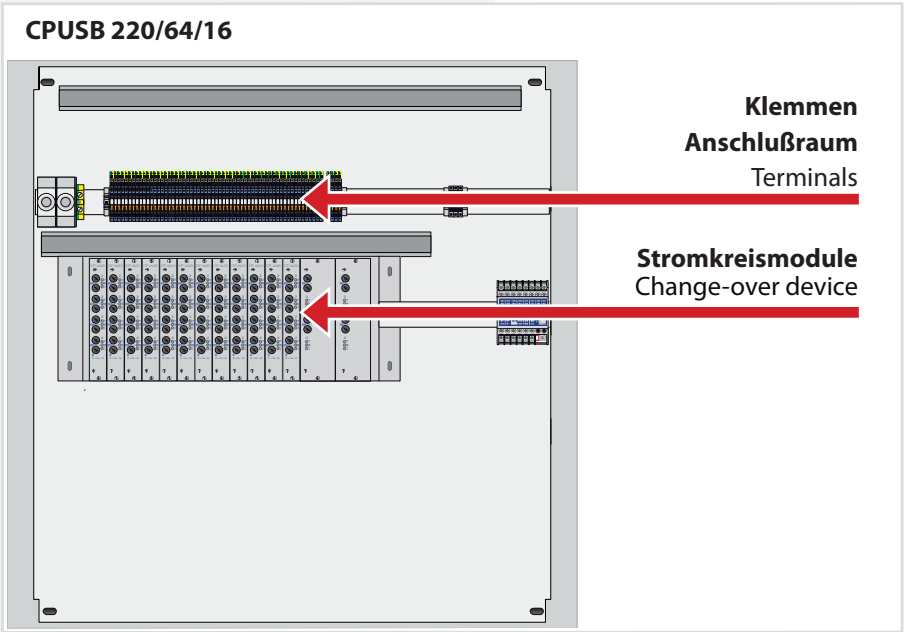 CPUSB 220/64/16
Klemmen
Anschlußraum
Terminals
Stromkreismodule
Change-over device